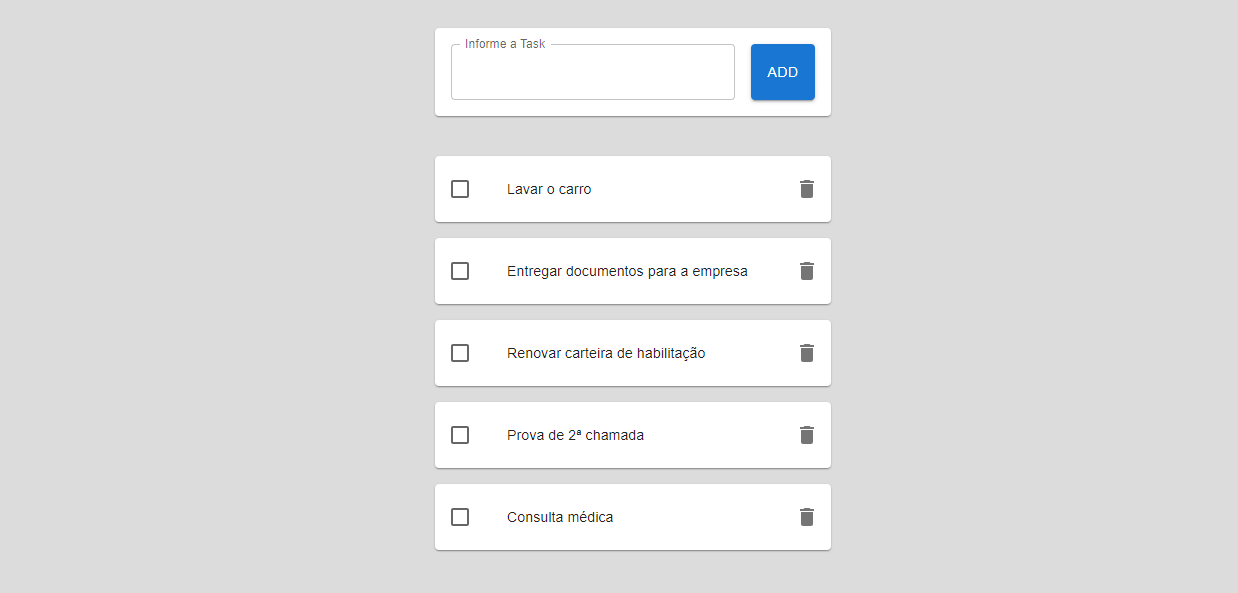 Informe a Task
ADD
Lavar o carro
Entregar documentos para a empresa
Renovar carteira de habilitação
Prova de 2ª chamada
Consulta médica